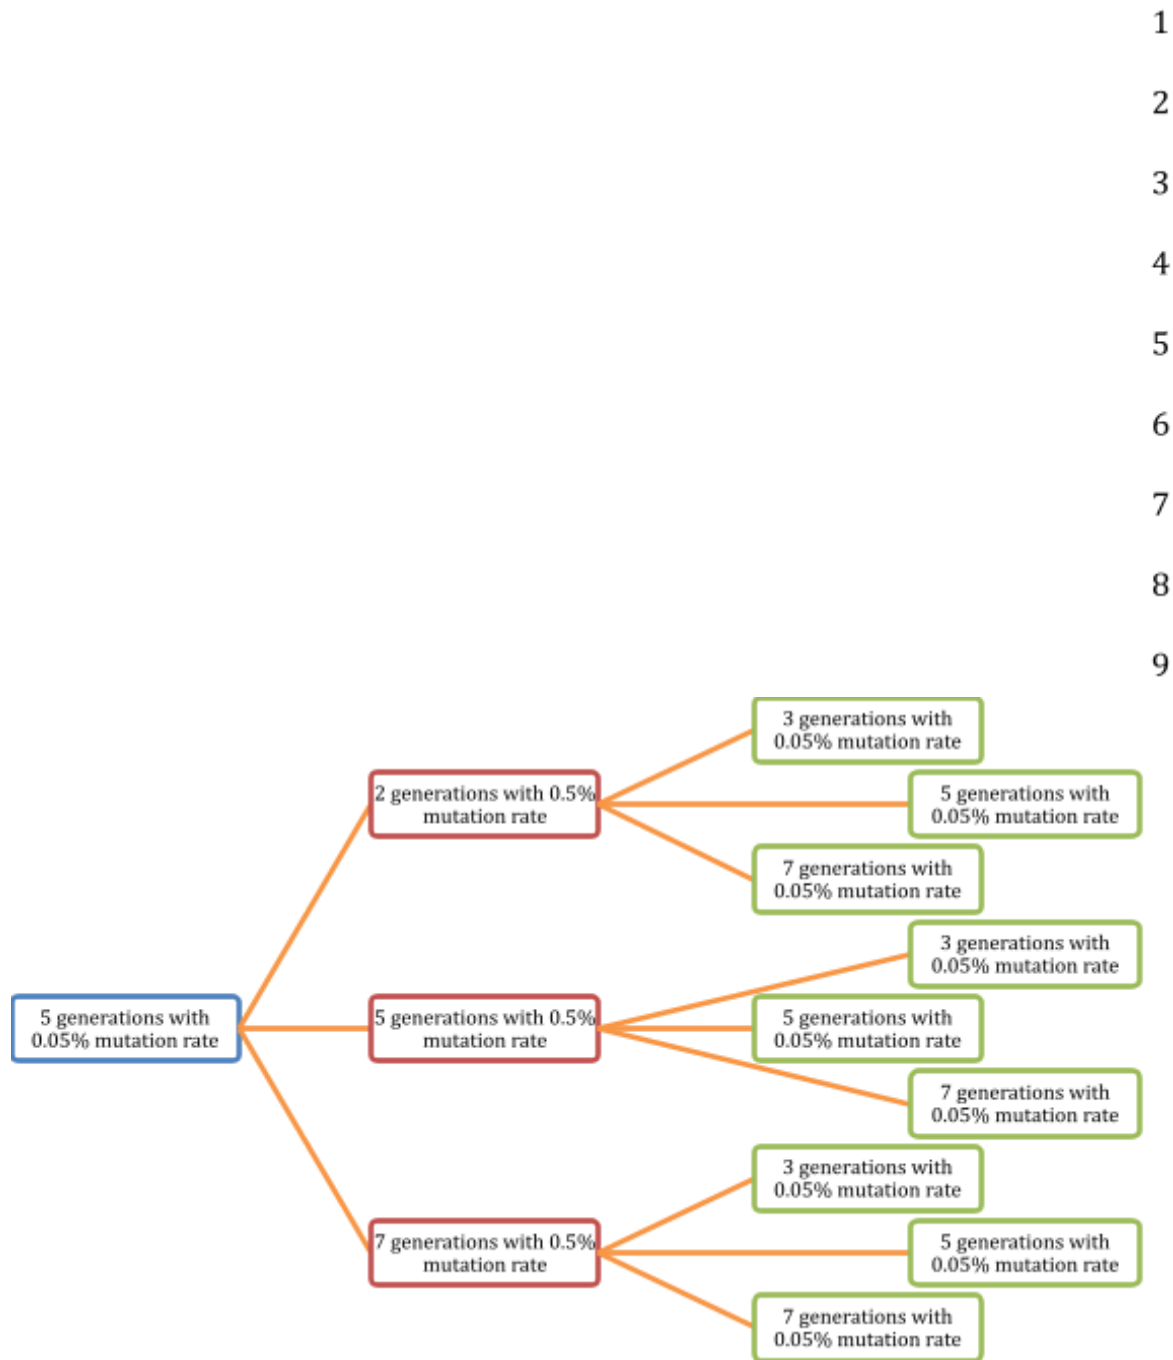 1
2
3
4
5
6
7
8
9
3 generations with
0.05% mutation rate
2 generations with 0.5%
mutation rate
5 generations with
0.05% mutation rate
7 generations with
0.05% mutation rate
3 generations with
0.05% mutation rate
5 generations with
0.05% mutation rate
5 generations with 0.5%
mutation rate
5 generations with
0.05% mutation rate
7 generations with
0.05% mutation rate
3 generations with
0.05% mutation rate
7 generations with 0.5%
mutation rate
5 generations with
0.05% mutation rate
7 generations with
0.05% mutation rate